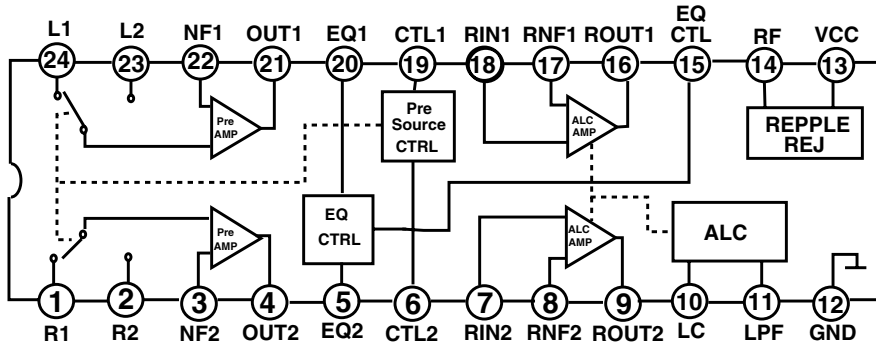 L1 L2 NF1 OUT1 EQ1 CTL1 RIN1 RNF1 ROUT1 EQ CTL RF VCC
24 23 22 21 20 19 18 17 16 15 14 13
Pre AMP
Pre Source CTRL
ALC AMP
REPPLE REJ
EQ CTRL
Pre AMP
ALC AMP
ALC
1 2 3 4 5 6 7 8 9 10 11 12
R1 R2 NF2 OUT2 EQ2 CTL2 RIN2 RNF2 ROUT2 LC LPF GND